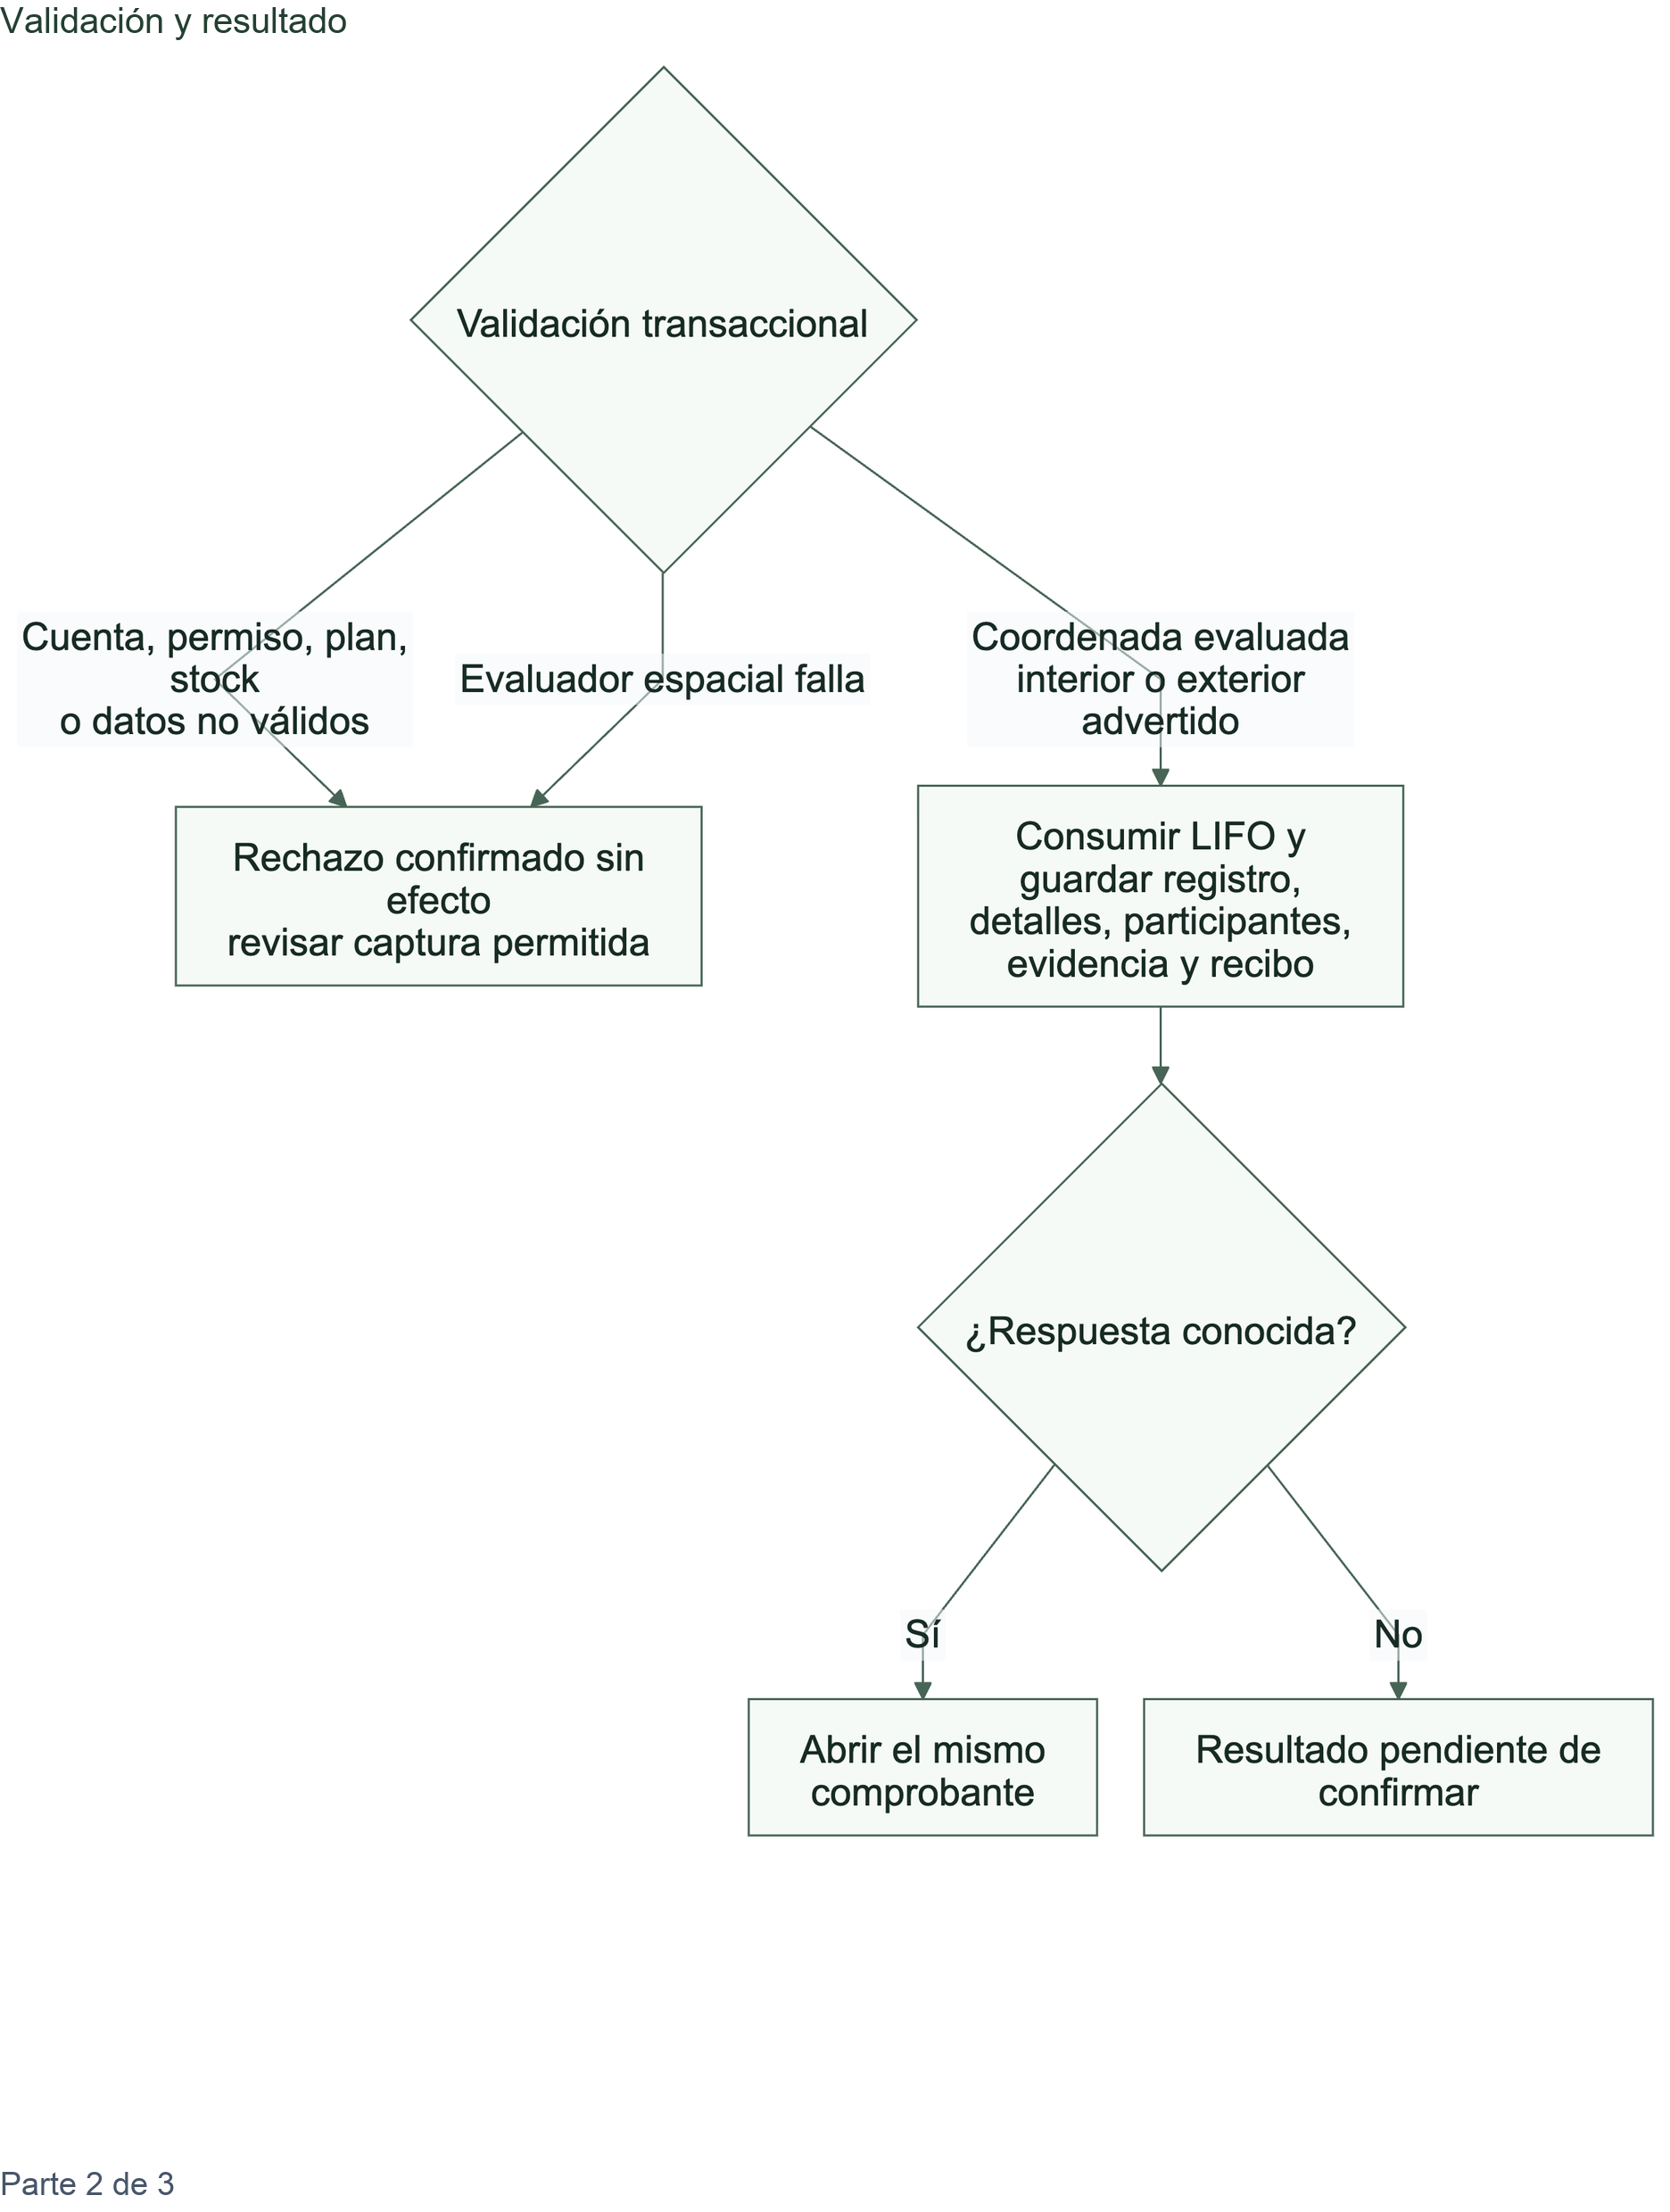 Validación y resultado
Validación transaccional
Cuenta, permiso, plan,
stock
o datos no válidos
Evaluador espacial falla
Coordenada evaluada
interior o exterior
advertido
Rechazo confirmado sin
efecto
revisar captura permitida
Consumir LIFO y
guardar registro,
detalles, participantes,
evidencia y recibo
¿Respuesta conocida?
Sí
No
Abrir el mismo
comprobante
Resultado pendiente de
confirmar
Parte 2 de 3